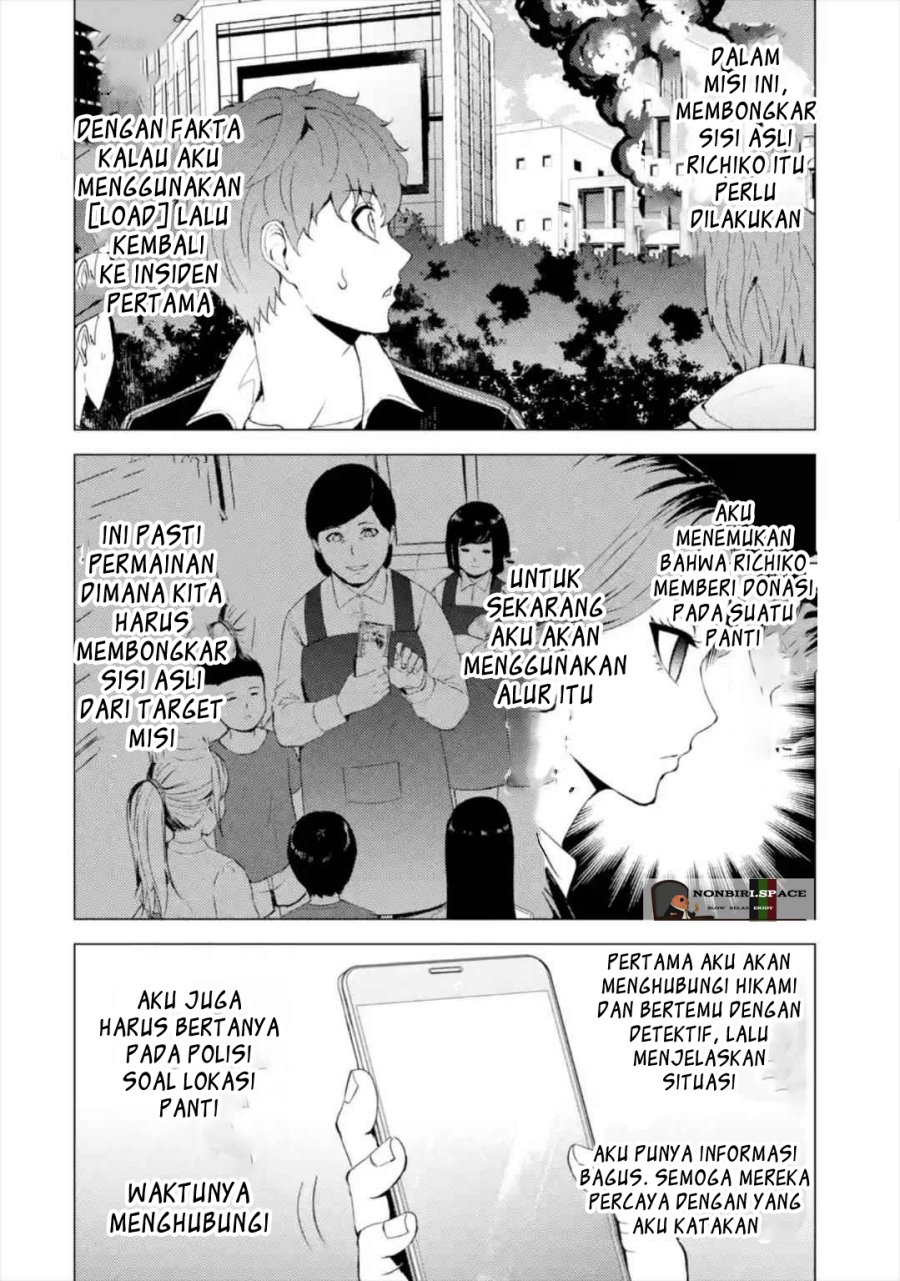 DALAM
MISI INI,
MEMBONGKAR
SISI ASLI
RICHIKO ITU
PERLU
DILAKUKAN
DENGAN FAKTA
KALAU AKU
MENGGUNAKAN
[LOAD] LALU
KEMBALI
KE INSIDEN
PERTAMA
AKU
MENEMUKAN
BAHWA RICHIKO
MEMBERI DONASI
PADA SUATU
PANTI
UNTUK
SEKARANG
AKU AKAN
MENGGUNAKAN
ALUR ITU
INI PASTI
PERMAINAN
DIMANA KITA
HARUS
MEMBONGKAR
SISI ASLI
DARI TARGET
MISI
NONBIRI.SPACE
SLOW RELAX ENJOY
PERTAMA AKU AKAN
MENGHUBUNGI HIKAMI
DAN BERTEMU DENGAN
DETEKTIF, LALU
MENJELASKAN
SITUASI
AKU PUNYA INFORMASI
BAGUS. SEMOGA MEREKA
PERCAYA DENGAN YANG
AKU KATAKAN
AKU JUGA
HARUS BERTANYA
PADA POLISI
SOAL LOKASI
PANTI
WAKTUNYA
MENGHUBUNGI